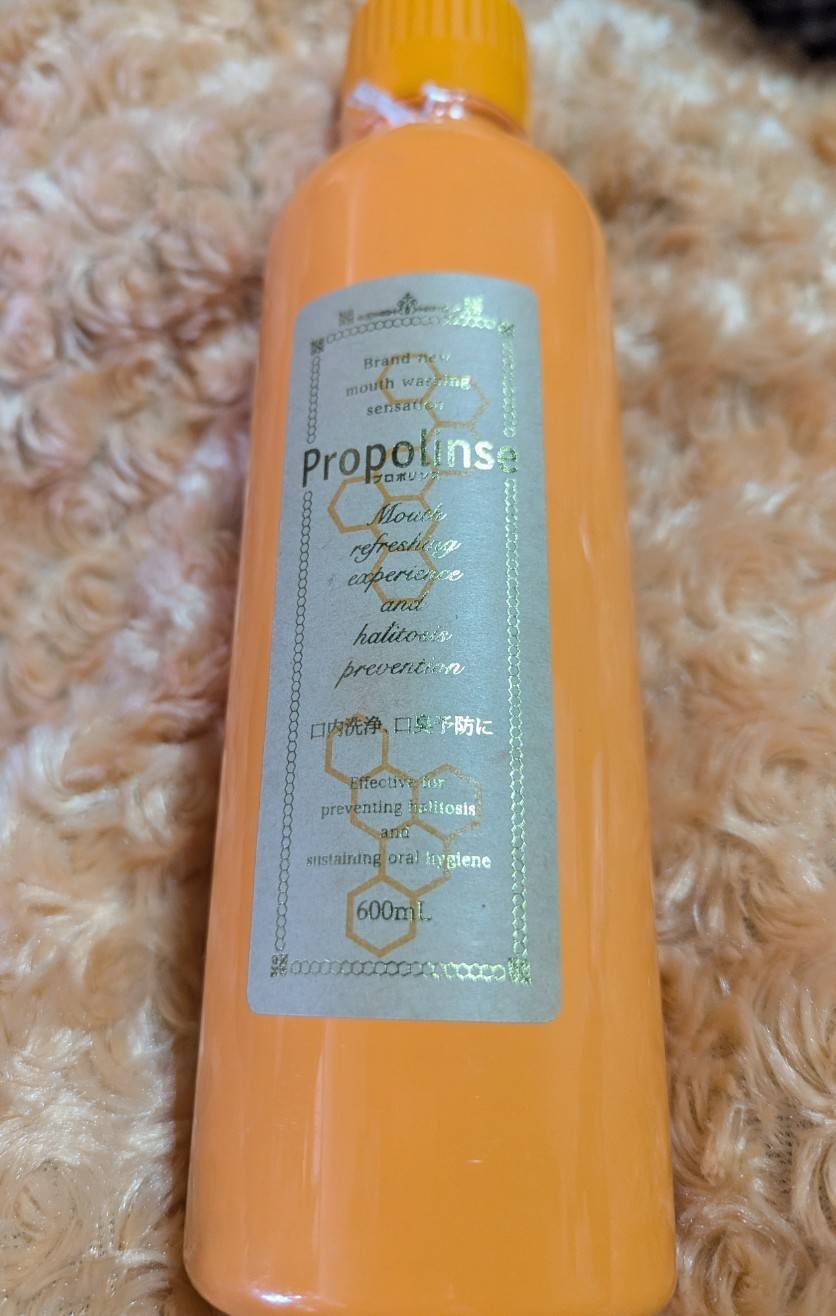 Brand new
mouth washing
sensation
Propolinse
プロポリンス
Mouth
refreshing
experience
and
halitosis
prevention
口内洗浄、口臭予防に
Effective for
preventing halitosis
and
sustaining oral hygiene
600mL